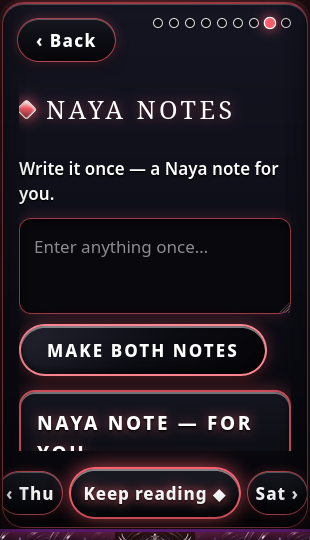 ‹ Back
NAYA NOTES
Write it once — a Naya note for
you.
Enter anything once...
MAKE BOTH NOTES
NAYA NOTE — FOR
YOU
‹ Thu
Keep reading ◆
Sat ›